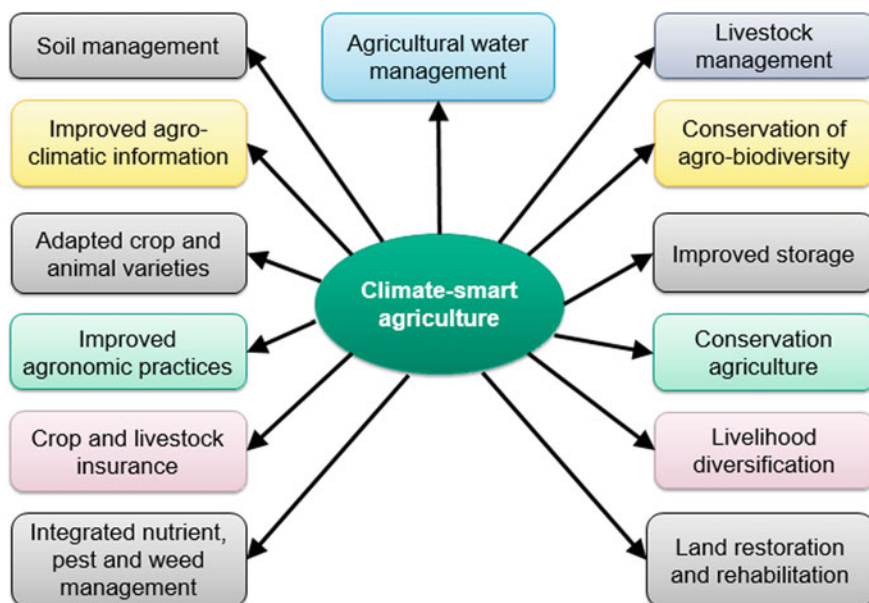 Soil management
Agricultural water
management
Livestock
management
Improved agro-
climatic information
Conservation of
agro-biodiversity
Adapted crop and
animal varieties
Improved storage
Climate-smart
agriculture
Improved
agronomic practices
Conservation
agriculture
Crop and livestock
insurance
Livelihood
diversification
Integrated nutrient,
pest and weed
management
Land restoration
and rehabilitation